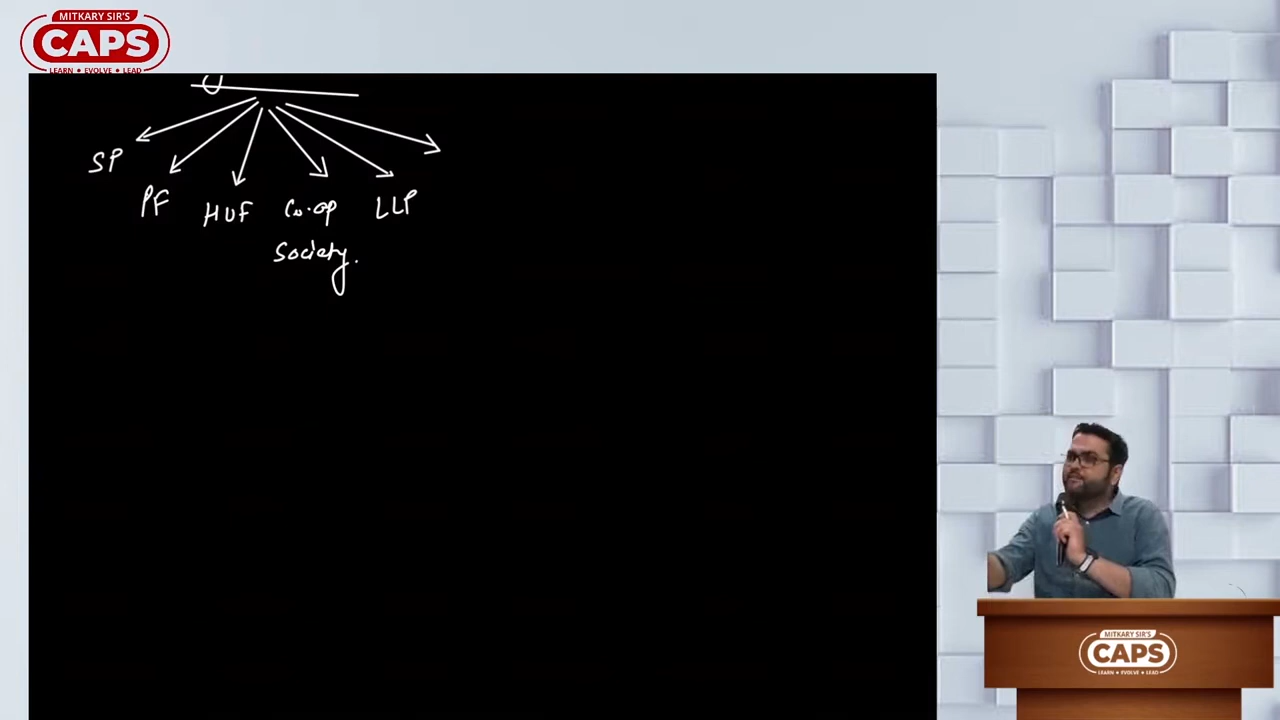 MITKARY SIR'S
CAPS
LEARN • EVOLVE • LEAD
SP
PF
HUF
Co-op
Society.
LLP
MITKARY SIR'S
CAPS
LEARN • EVOLVE • LEAD